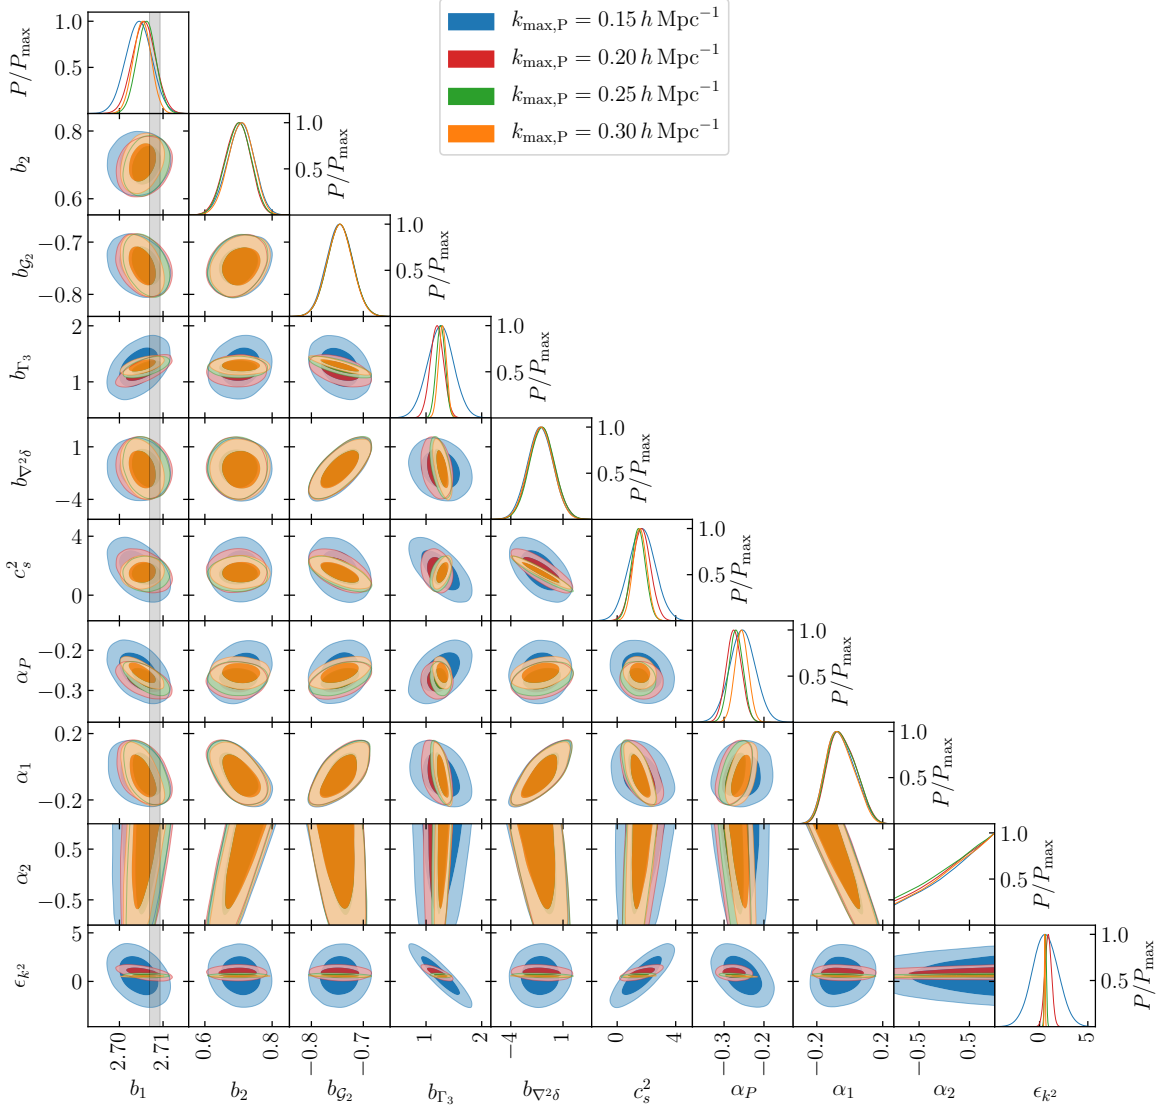 k_max,P = 0.15 h Mpc⁻¹
k_max,P = 0.20 h Mpc⁻¹
k_max,P = 0.25 h Mpc⁻¹
k_max,P = 0.30 h Mpc⁻¹
P/P_max
1.0
0.5
b_2
0.8
0.6
P/P_max
1.0
0.5
b_𝒢₂
−0.7
−0.8
P/P_max
1.0
0.5
b_Γ₃
2
1
P/P_max
1.0
0.5
b_∇²δ
1
−4
P/P_max
1.0
0.5
c_s^2
4
0
P/P_max
1.0
0.5
α_P
−0.2
−0.3
P/P_max
1.0
0.5
α_1
0.2
−0.2
P/P_max
1.0
0.5
α_2
0.5
−0.5
P/P_max
1.0
0.5
ϵ_k²
5
0
P/P_max
1.0
0.5
2.70 2.71 0.6 0.8 −0.8 −0.7 1 2 −4 1 0 4 −0.3 −0.2 −0.2 0.2 −0.5 0.5 0 5
b_1 b_2 b_𝒢₂ b_Γ₃ b_∇²δ c_s^2 α_P α_1 α_2 ϵ_k²